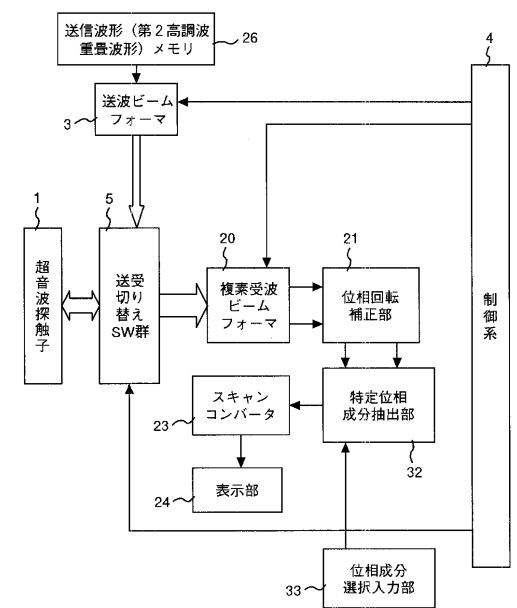 送信波形(第2高調波
重畳波形)メモリ
26
4
送波ビーム
フォーマ
3
1
5
20
21
超音波探触子
送受
切り
替え
SW群
複素受波
ビーム
フォーマ
位相回転
補正部
制御系
スキャン
コンバータ
23
特定位相
成分抽出部
32
表示部
24
位相成分
選択入力部
33